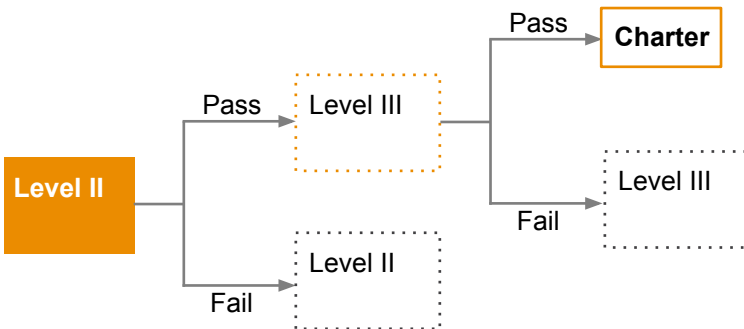 Pass
Charter
Pass
Level III
Level II
Level III
Fail
Level II
Fail